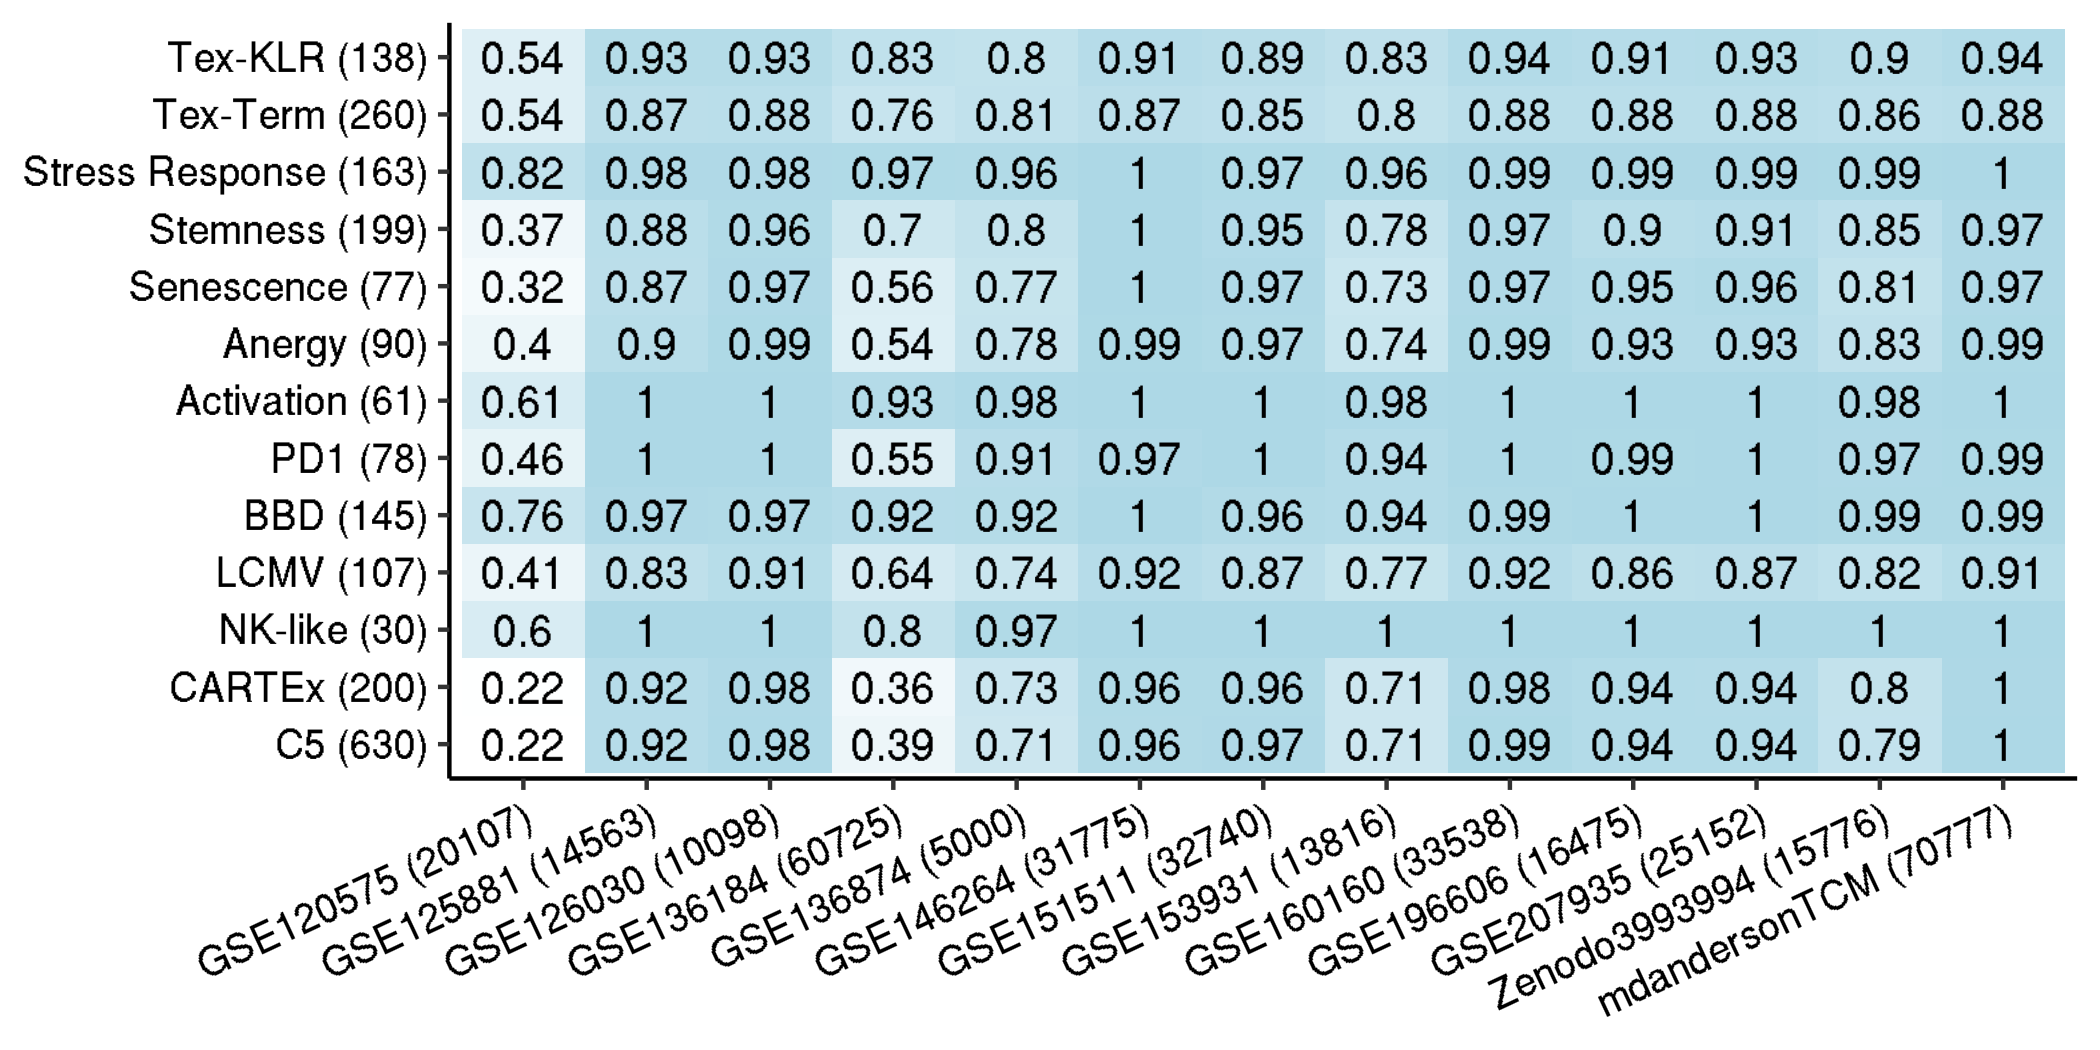 Tex-KLR (138) 0.54 0.93 0.93 0.83 0.8 0.91 0.89 0.83 0.94 0.91 0.93 0.9 0.94
Tex-Term (260) 0.54 0.87 0.88 0.76 0.81 0.87 0.85 0.8 0.88 0.88 0.88 0.86 0.88
Stress Response (163) 0.82 0.98 0.98 0.97 0.96 1 0.97 0.96 0.99 0.99 0.99 0.99 1
Stemness (199) 0.37 0.88 0.96 0.7 0.8 1 0.95 0.78 0.97 0.9 0.91 0.85 0.97
Senescence (77) 0.32 0.87 0.97 0.56 0.77 1 0.97 0.73 0.97 0.95 0.96 0.81 0.97
Anergy (90) 0.4 0.9 0.99 0.54 0.78 0.99 0.97 0.74 0.99 0.93 0.93 0.83 0.99
Activation (61) 0.61 1 1 0.93 0.98 1 1 0.98 1 1 1 0.98 1
PD1 (78) 0.46 1 1 0.55 0.91 0.97 1 0.94 1 0.99 1 0.97 0.99
BBD (145) 0.76 0.97 0.97 0.92 0.92 1 0.96 0.94 0.99 1 1 0.99 0.99
LCMV (107) 0.41 0.83 0.91 0.64 0.74 0.92 0.87 0.77 0.92 0.86 0.87 0.82 0.91
NK-like (30) 0.6 1 1 0.8 0.97 1 1 1 1 1 1 1 1
CARTEx (200) 0.22 0.92 0.98 0.36 0.73 0.96 0.96 0.71 0.98 0.94 0.94 0.8 1
C5 (630) 0.22 0.92 0.98 0.39 0.71 0.96 0.97 0.71 0.99 0.94 0.94 0.79 1
GSE120575 (20107)
GSE125881 (14563)
GSE126030 (10098)
GSE136184 (60725)
GSE136874 (5000)
GSE146264 (31775)
GSE151511 (32740)
GSE153931 (13816)
GSE160160 (33538)
GSE196606 (16475)
GSE207935 (25152)
Zenodo3993994 (15776)
mdandersonTCM (70777)